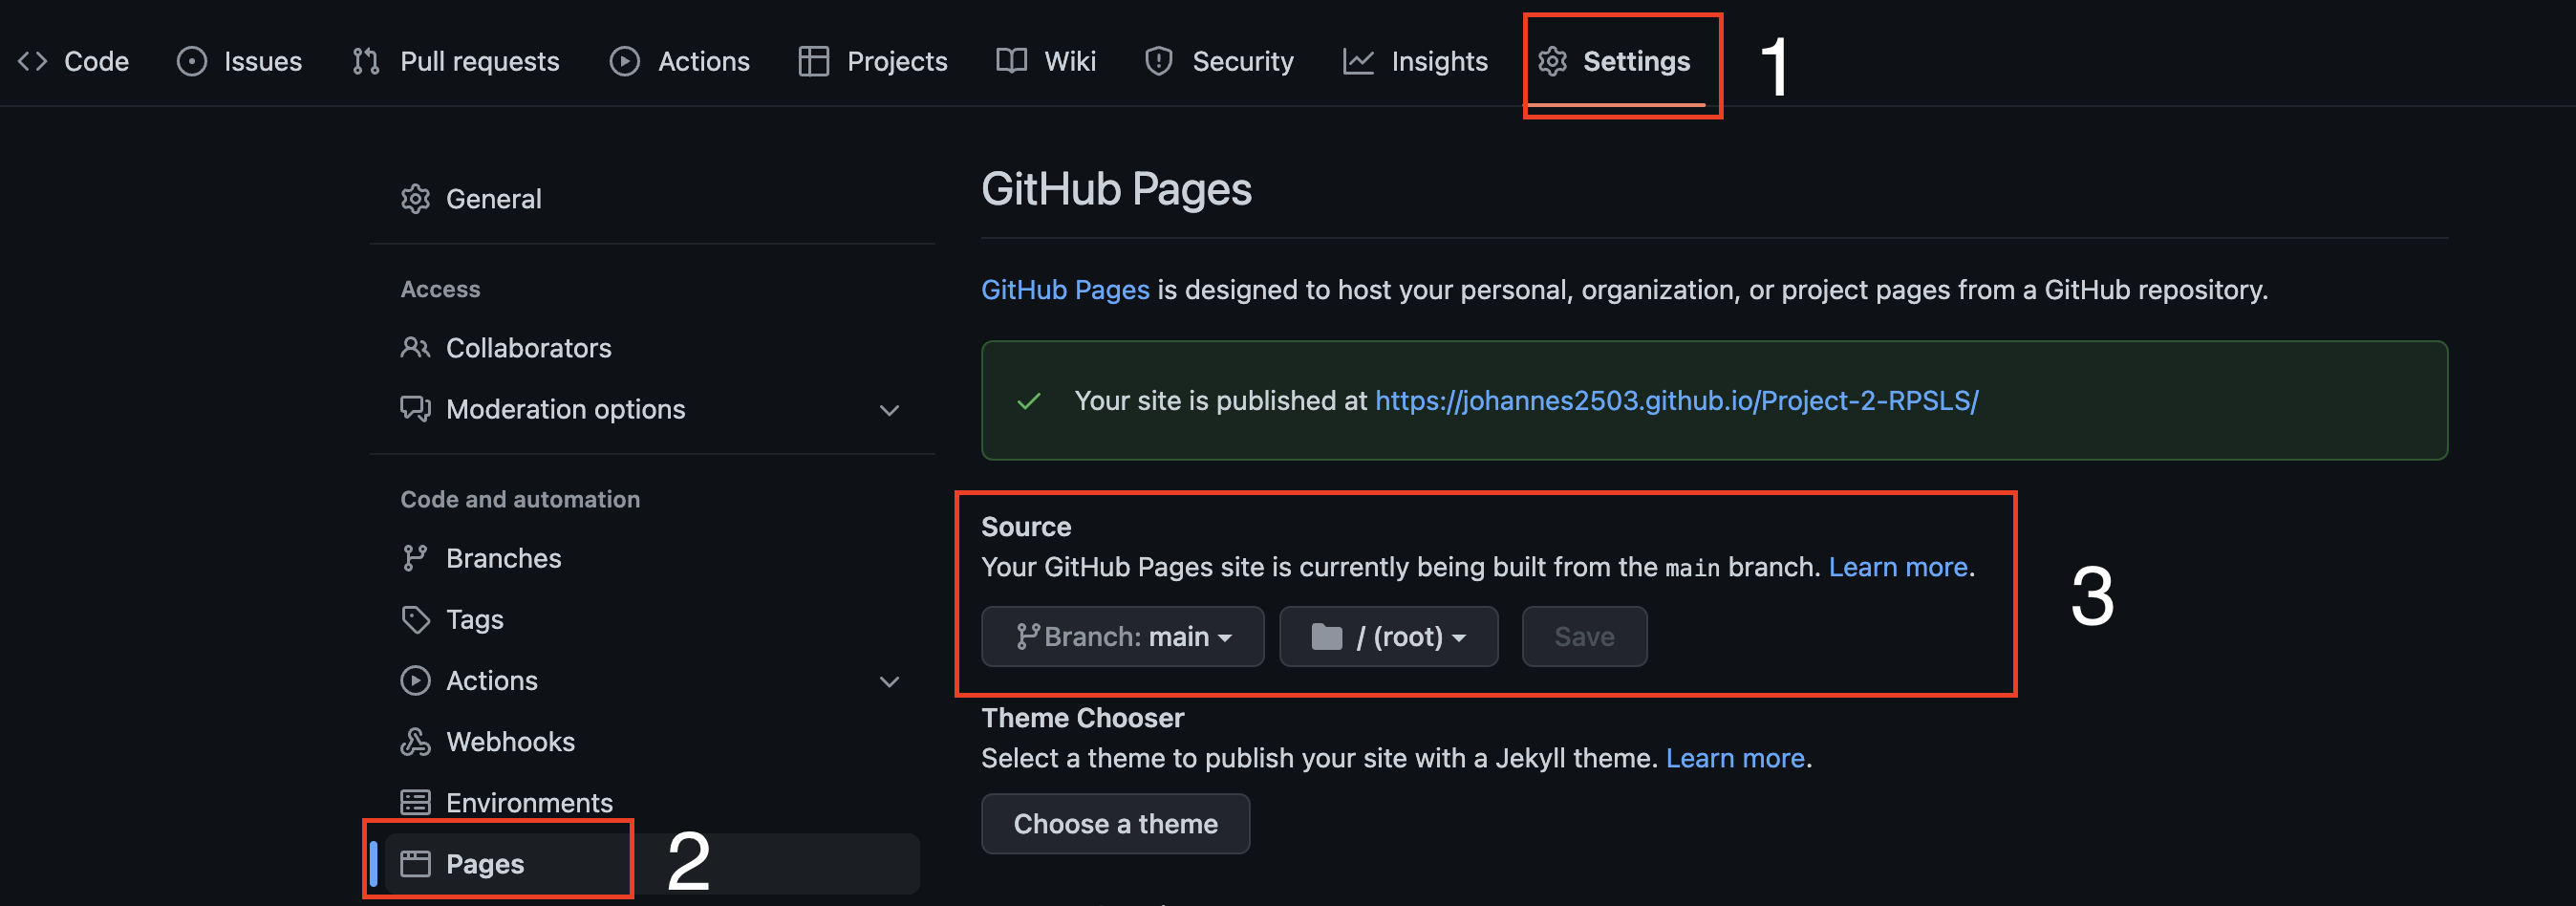 Code Issues Pull requests Actions Projects Wiki Security Insights Settings 1
General
Access
Collaborators
Moderation options
Code and automation
Branches
Tags
Actions
Webhooks
Environments
Pages 2
GitHub Pages
GitHub Pages is designed to host your personal, organization, or project pages from a GitHub repository.
Your site is published at https://johannes2503.github.io/Project-2-RPSLS/
Source
Your GitHub Pages site is currently being built from the main branch. Learn more.
Branch: main / (root) Save
3
Theme Chooser
Select a theme to publish your site with a Jekyll theme. Learn more.
Choose a theme